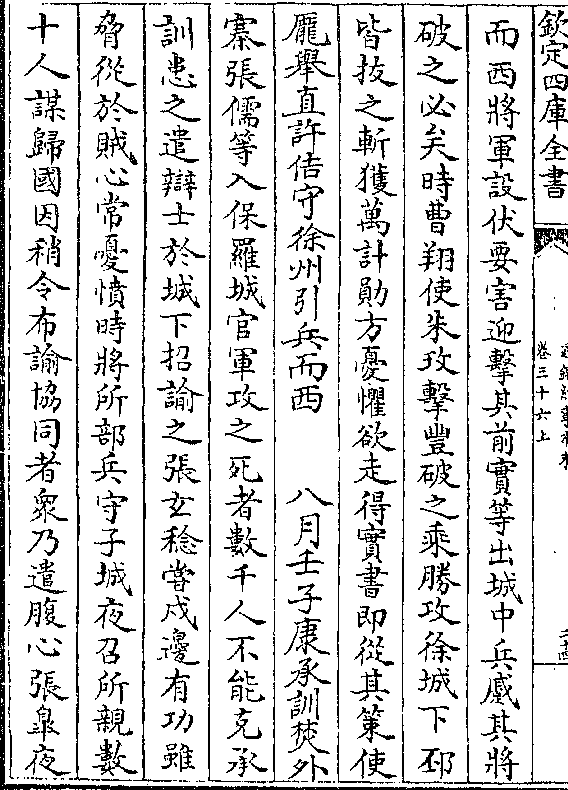 欽定四庫全書
卷三十六上
而西將軍設伏要害迎擊其前實等出城中兵蹙其將
破之必矣時曹翔使朱玫擊豐破之乘勝攻徐城下邳
皆拔之斬獲萬計勛方憂懼欲走得實書即從其策使
龎舉直許佶守徐州引兵而西 八月壬子康承訓焚外
寨張儒等入保羅城官軍攻之死者數千人不能克承
訓患之遣辯士於城下招諭之張玄稔嘗戍邊有功雖
脅從於賊心常憂憤時將所部兵守子城夜召所親數
十人謀歸國因稍令布諭協同者衆乃遣腹心張臯夜